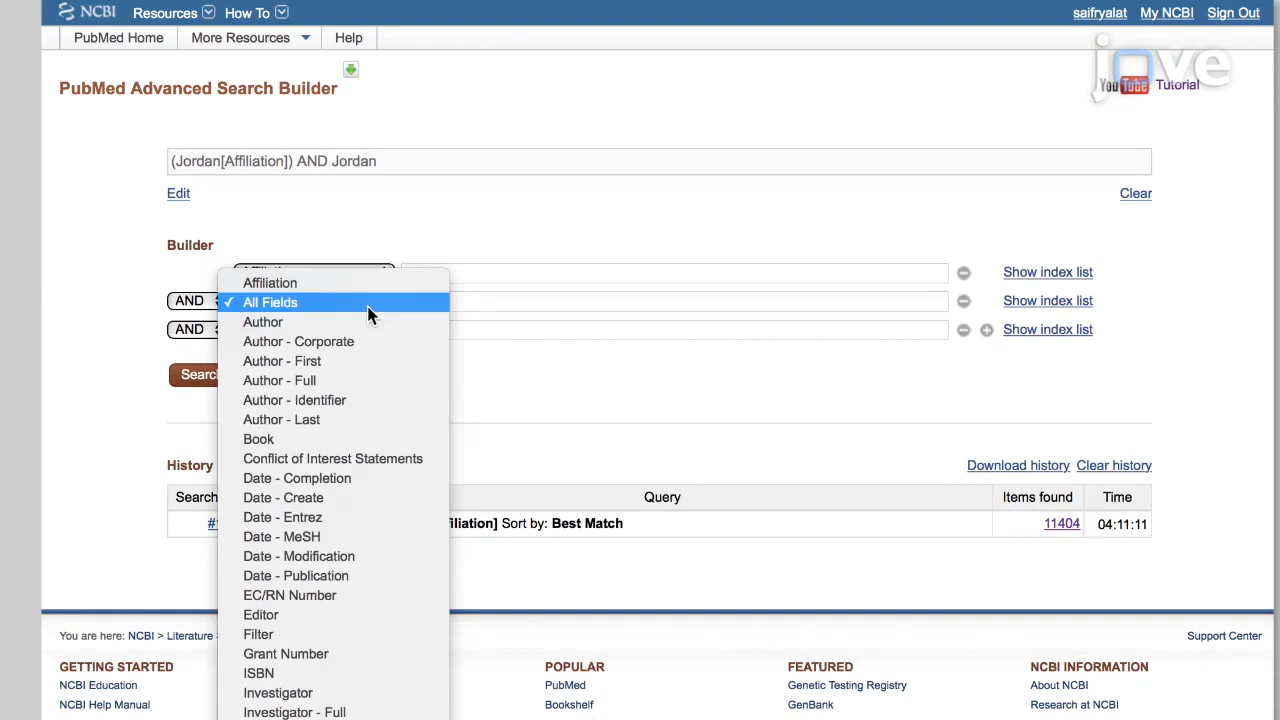 NCBI Resources How To saifryalat My NCBI Sign Out
PubMed Home More Resources Help
jove
PubMed Advanced Search Builder
You Tube Tutorial
(Jordan[Affiliation]) AND Jordan
Edit Clear
Builder
Show index list
AND Show index list
AND Show index list
Affiliation
✓ All Fields
Author
Author - Corporate
Author - First
Author - Full
Author - Identifier
Author - Last
Book
Conflict of Interest Statements
Date - Completion
Date - Create
Date - Entrez
Date - MeSH
Date - Modification
Date - Publication
EC/RN Number
Editor
Filter
Grant Number
ISBN
Investigator
Investigator - Full
Search
History Download history Clear history
Search Query Items found Time
iliation] Sort by: Best Match 11404 04:11:11
You are here: NCBI > Literature Support Center
GETTING STARTED POPULAR FEATURED NCBI INFORMATION
NCBI Education PubMed Genetic Testing Registry About NCBI
NCBI Help Manual Bookshelf GenBank Research at NCBI